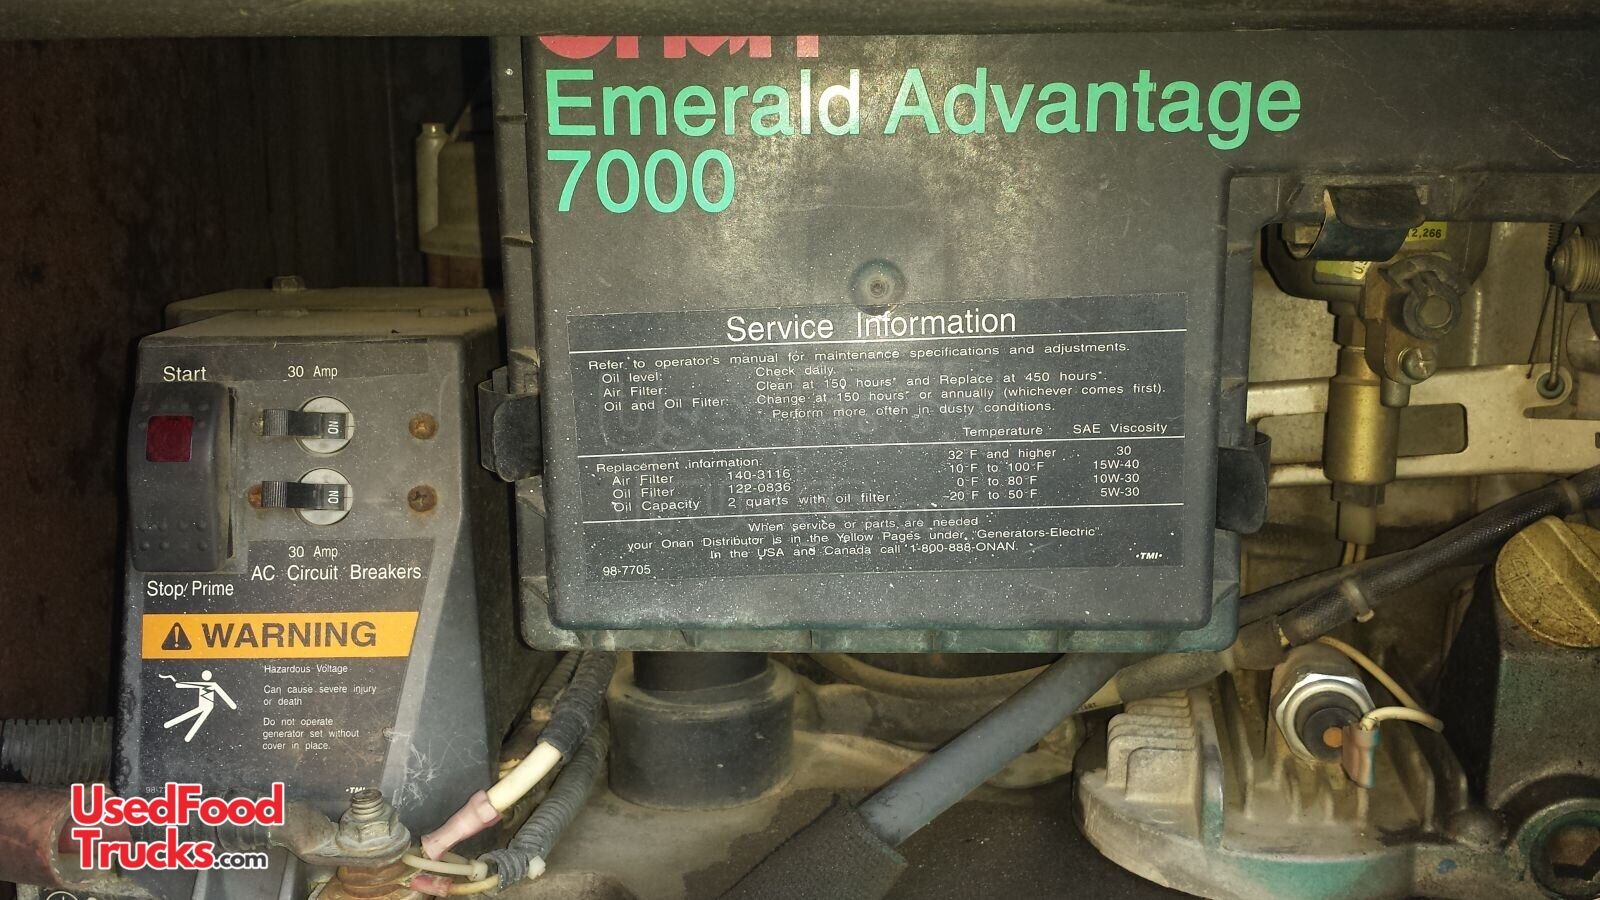 Onan
Emerald Advantage
7000
12,266
Service Information
Refer to operator's manual for maintenance specifications and adjustments.
Oil level: Check daily.
Air Filter: Clean at 150 hours* and Replace at 450 hours*.
Oil and Oil Filter: Change at 150 hours* or annually (whichever comes first).
* Perform more often in dusty conditions.
Temperature SAE Viscosity
32 F and higher 30
Replacement information: 10 F to 100 F 15W-40
Air Filter 140-3116 0 F to 80 F 10W-30
Oil Filter 122-0836 -20 F to 50 F 5W-30
Oil Capacity 2 quarts with oil filter
When service or parts are needed
your Onan Distributor is in the Yellow Pages under "Generators-Electric".
In the USA and Canada call 1-800-888-ONAN.
98-7705 •TMI•
Start 30 Amp
ON
ON
30 Amp
AC Circuit Breakers
Stop/Prime
WARNING
Hazardous Voltage
Can cause severe injury
or death
Do not operate
generator set without
cover in place.
•TMI•
UsedFood
Trucks.com